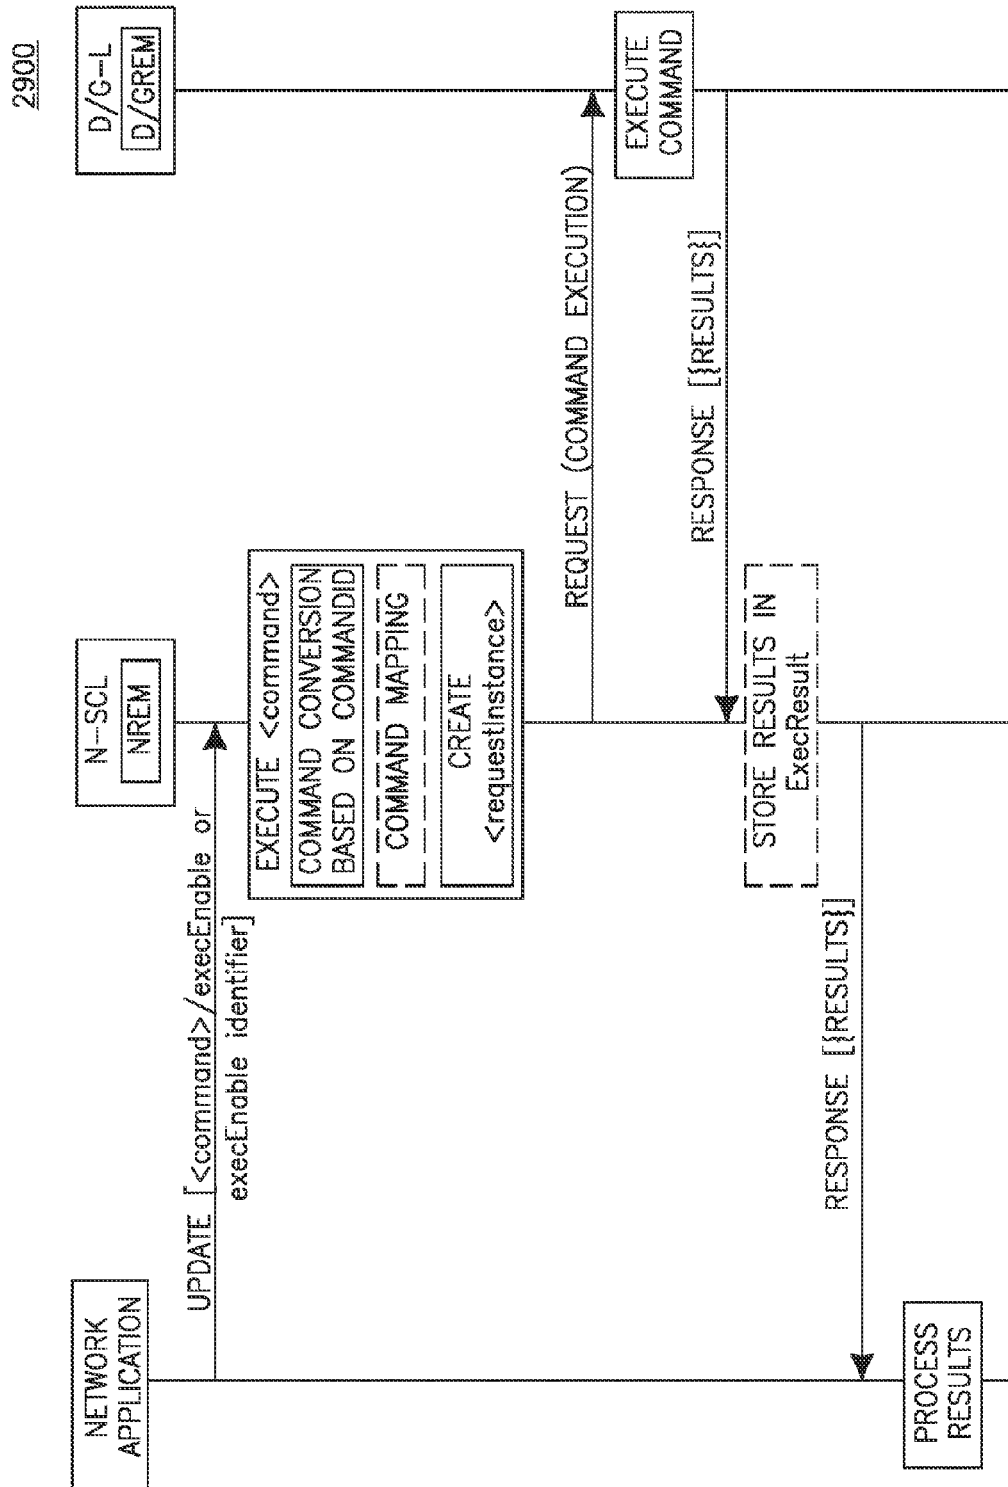 2900
NETWORK
APPLICATION
N-SCL
NREM
D/G-L
D/GREM
UPDATE [<command>/execEnable or
execEnable identifier]
EXECUTE <command>
COMMAND CONVERSION
BASED ON COMMANDID
COMMAND MAPPING
CREATE
<requestInstance>
REQUEST (COMMAND EXECUTION)
EXECUTE
COMMAND
RESPONSE [{RESULTS}]
STORE RESULTS IN
ExecResult
RESPONSE [{RESULTS}]
PROCESS
RESULTS